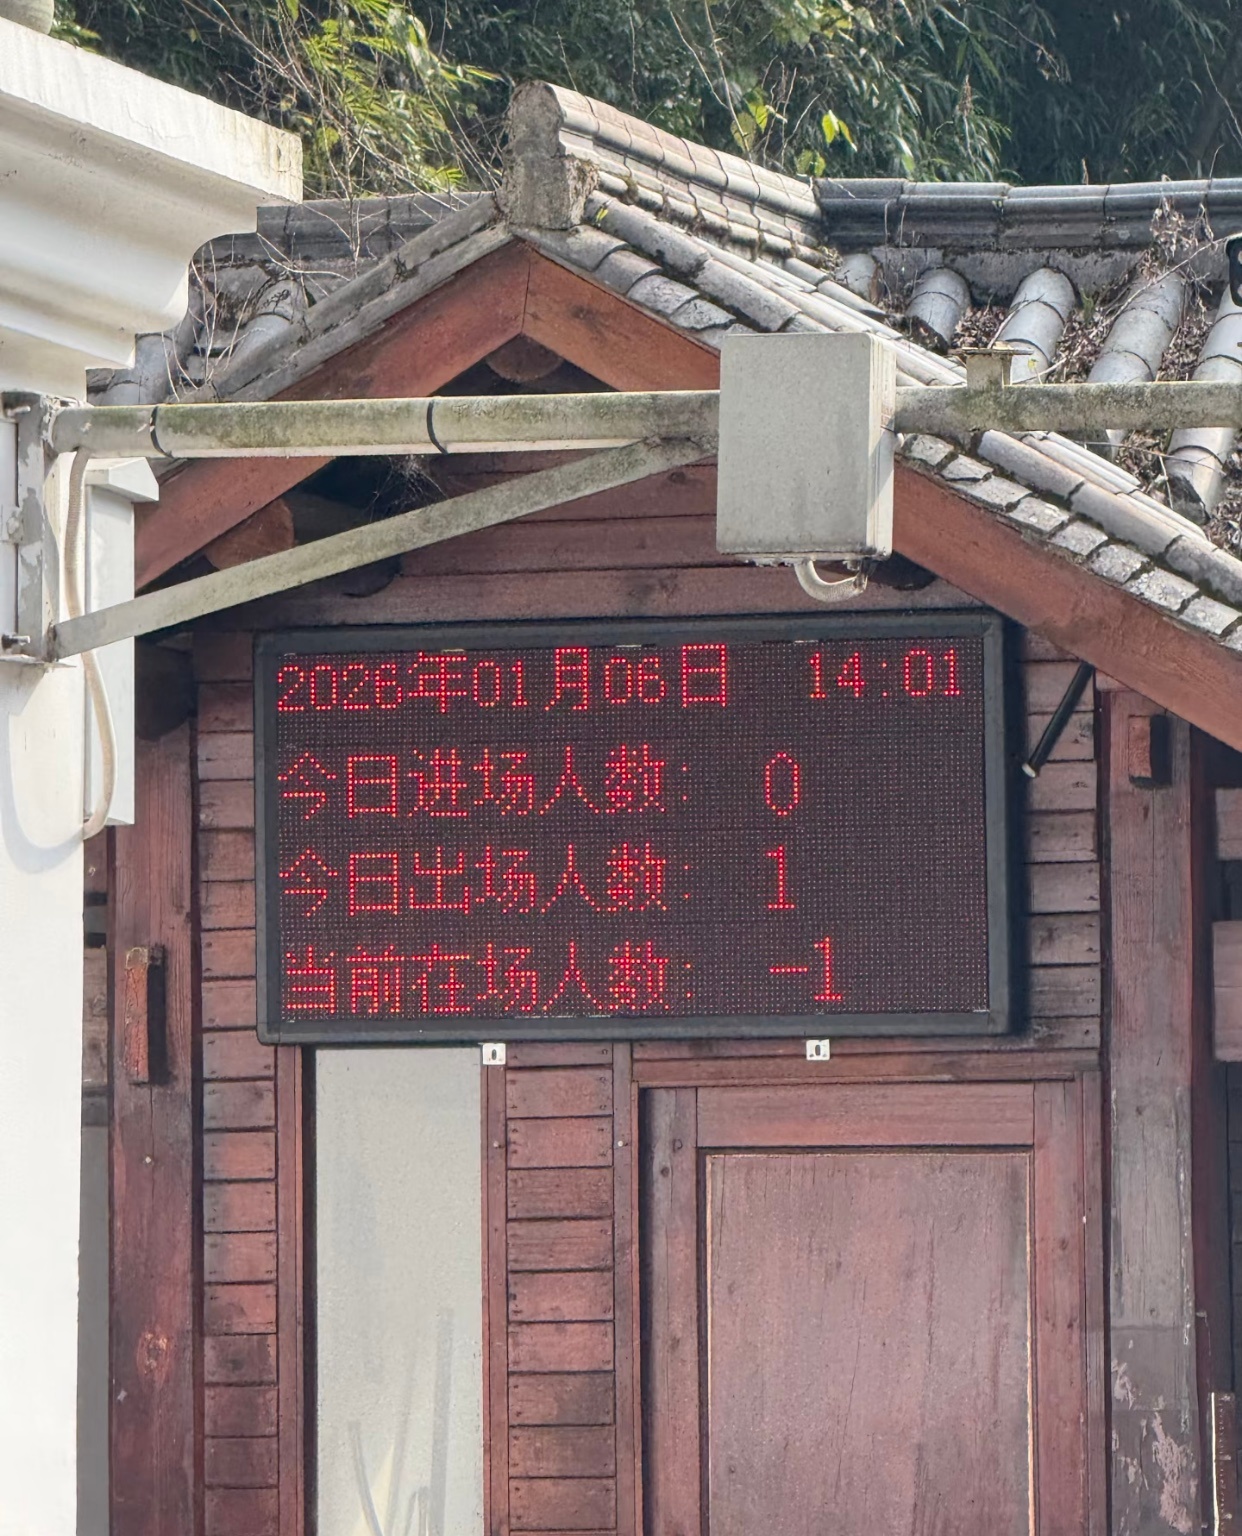 2026年01月06日 14:01
今日进场人数: 0
今日出场人数: 1
当前在场人数: -1